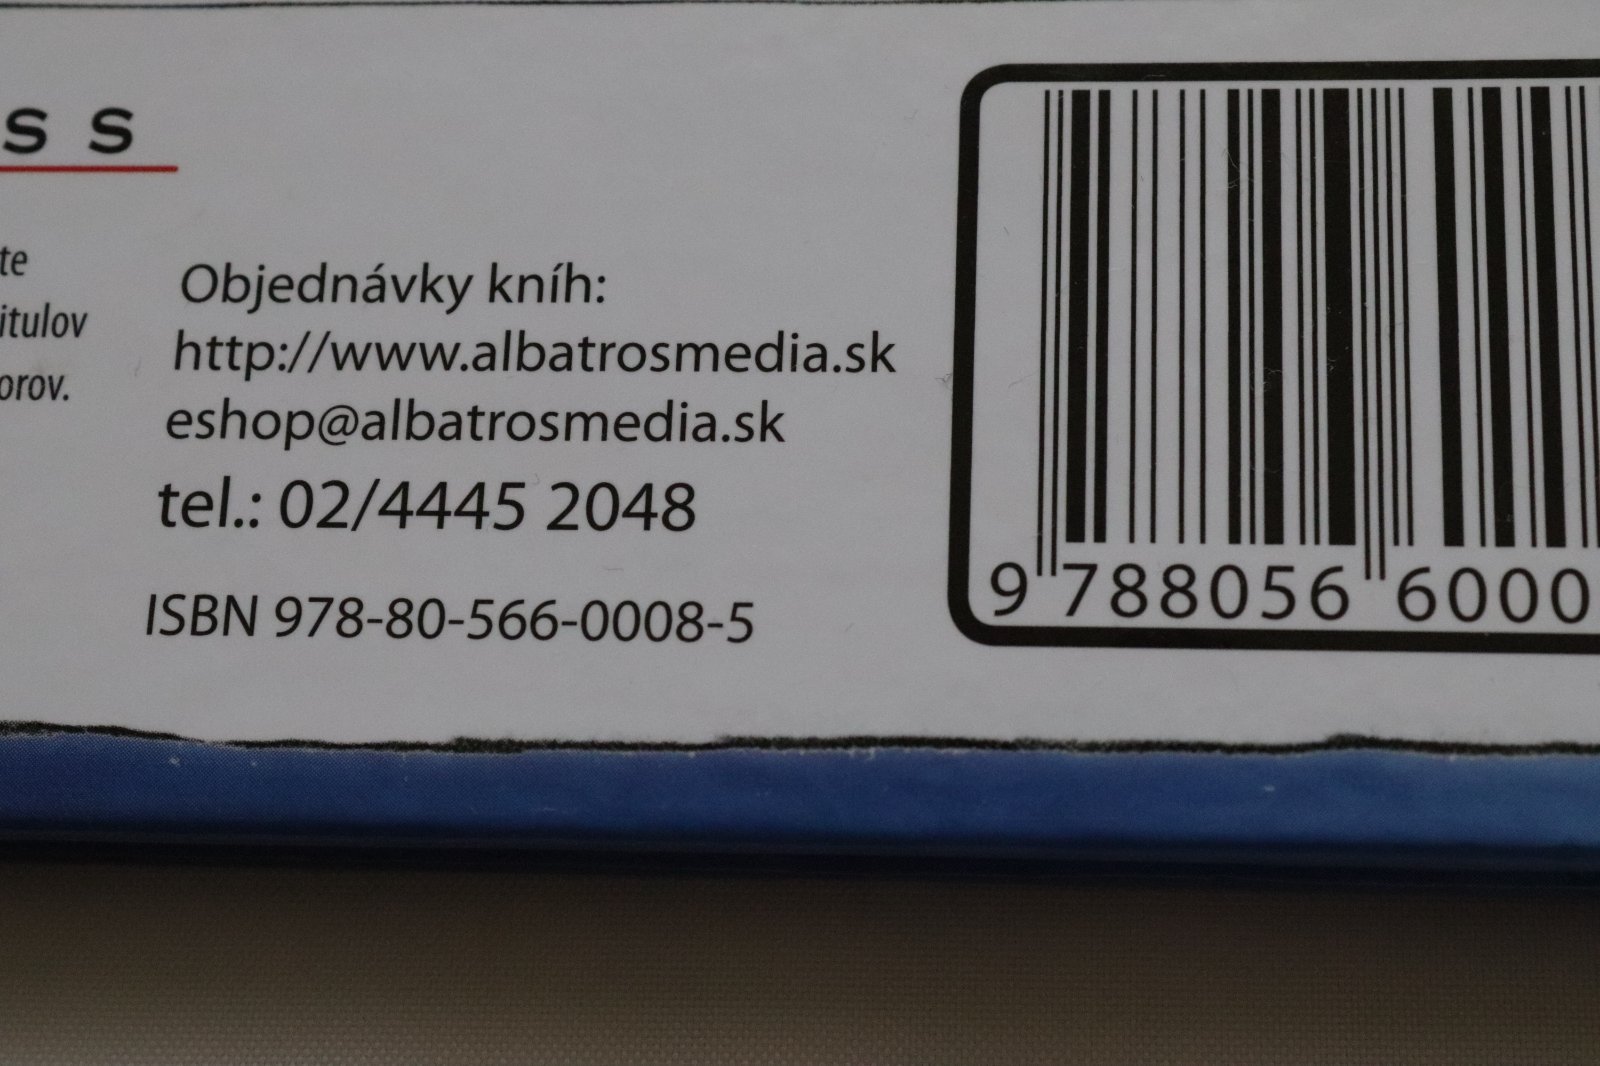 s s
te
itulov
orov.
Objednávky kníh:
http://www.albatrosmedia.sk
eshop@albatrosmedia.sk
tel.: 02/4445 2048
ISBN 978-80-566-0008-5
9 788056 6000